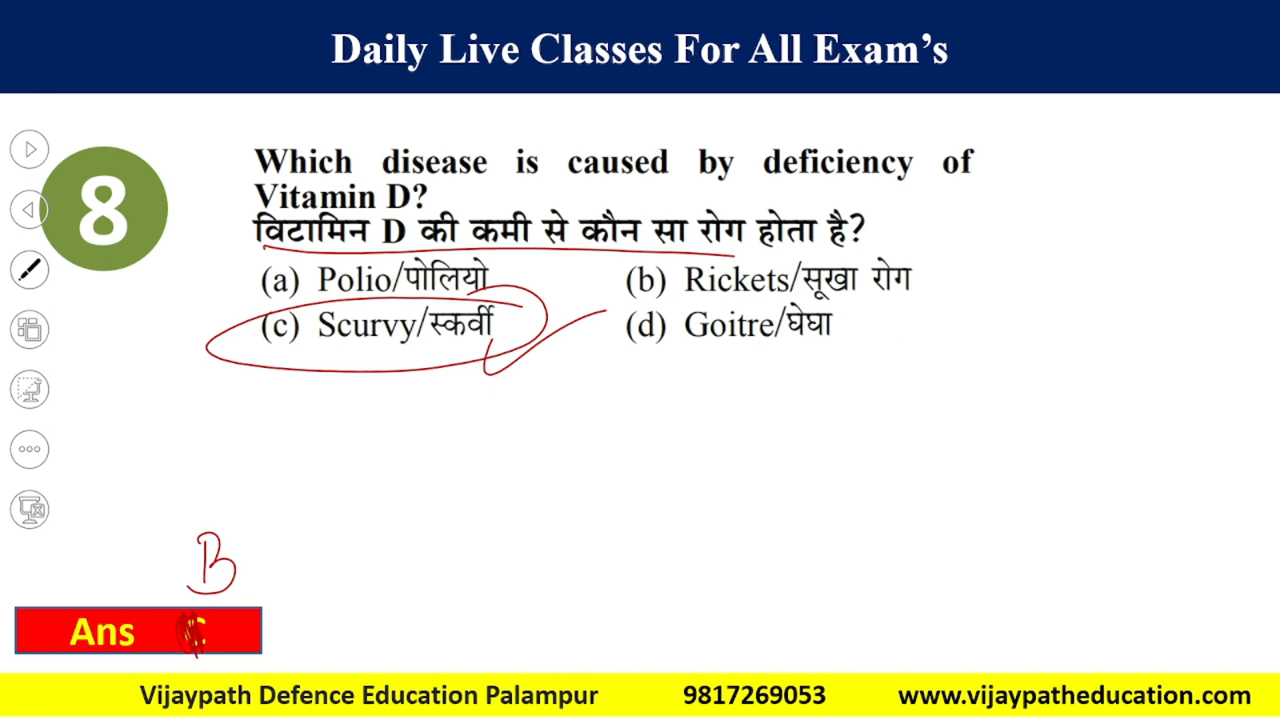 Daily Live Classes For All Exam's
8
Which disease is caused by deficiency of
Vitamin D?
विटामिन D की कमी से कौन सा रोग होता है?
(a) Polio/पोलियो (b) Rickets/सूखा रोग
(c) Scurvy/स्कर्वी (d) Goitre/घेघा
B
Ans C
Vijaypath Defence Education Palampur 9817269053 www.vijaypatheducation.com